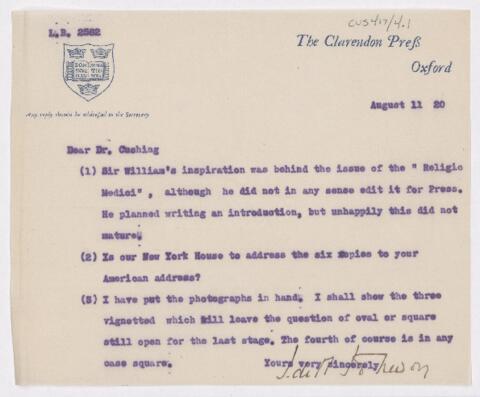 CUS417/4.1
L.B. 2582
The Clarendon Preſs
Oxford
Any reply should be addressed to the Secretary
August 11 20
Dear Dr. Cushing
(1) Sir William's inspiration was behind the issue of the " Religio
Medici" , although he did not in any sense edit it for Press.
He planned writing an introduction, but unhappily this did not
mature.
(2) Is our New York House to address the six copies to your
American address?
(3) I have put the photographs in hand. I shall show the three
vignetted which will leave the question of oval or square
still open for the last stage. The fourth of course is in any
case square.
Yours very sincerely